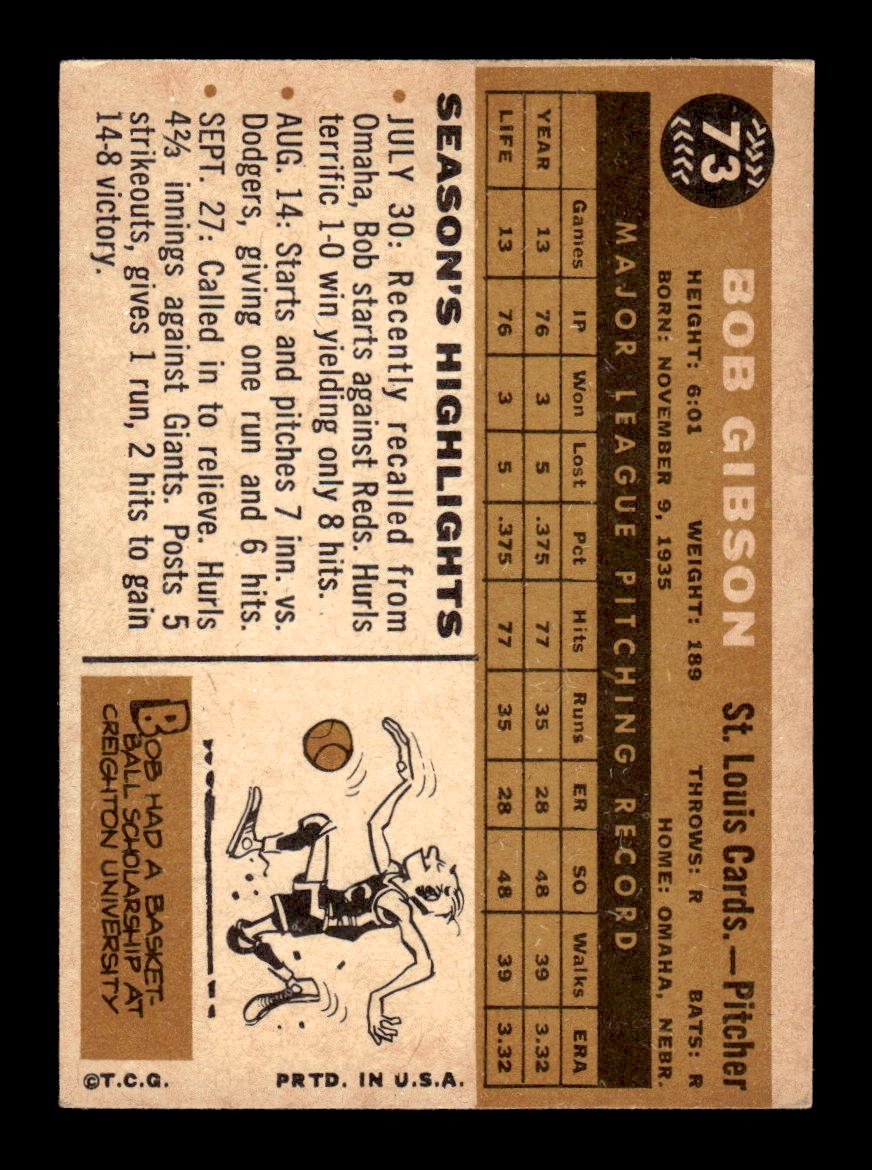 73
BOB GIBSON St. Louis Cards.—Pitcher
HEIGHT: 6:01 WEIGHT: 189 THROWS: R BATS: R
BORN: NOVEMBER 9, 1935 HOME: OMAHA, NEBR.
MAJOR LEAGUE PITCHING RECORD
Games IP Won Lost Pct Hits Runs ER SO Walks ERA
YEAR 13 76 3 5 .375 77 35 28 48 39 3.32
LIFE 13 76 3 5 .375 77 35 28 48 39 3.32
SEASON'S HIGHLIGHTS
• JULY 30: Recently recalled from
Omaha, Bob starts against Reds. Hurls
terrific 1-0 win yielding only 8 hits.
• AUG. 14: Starts and pitches 7 inn. vs.
Dodgers, giving one run and 6 hits.
• SEPT. 27: Called in to relieve. Hurls
4⅔ innings against Giants. Posts 5
strikeouts, gives 1 run, 2 hits to gain
14-8 victory.
BOB HAD A BASKET-
BALL SCHOLARSHIP AT
CREIGHTON UNIVERSITY
©T.C.G. PRTD. IN U.S.A.